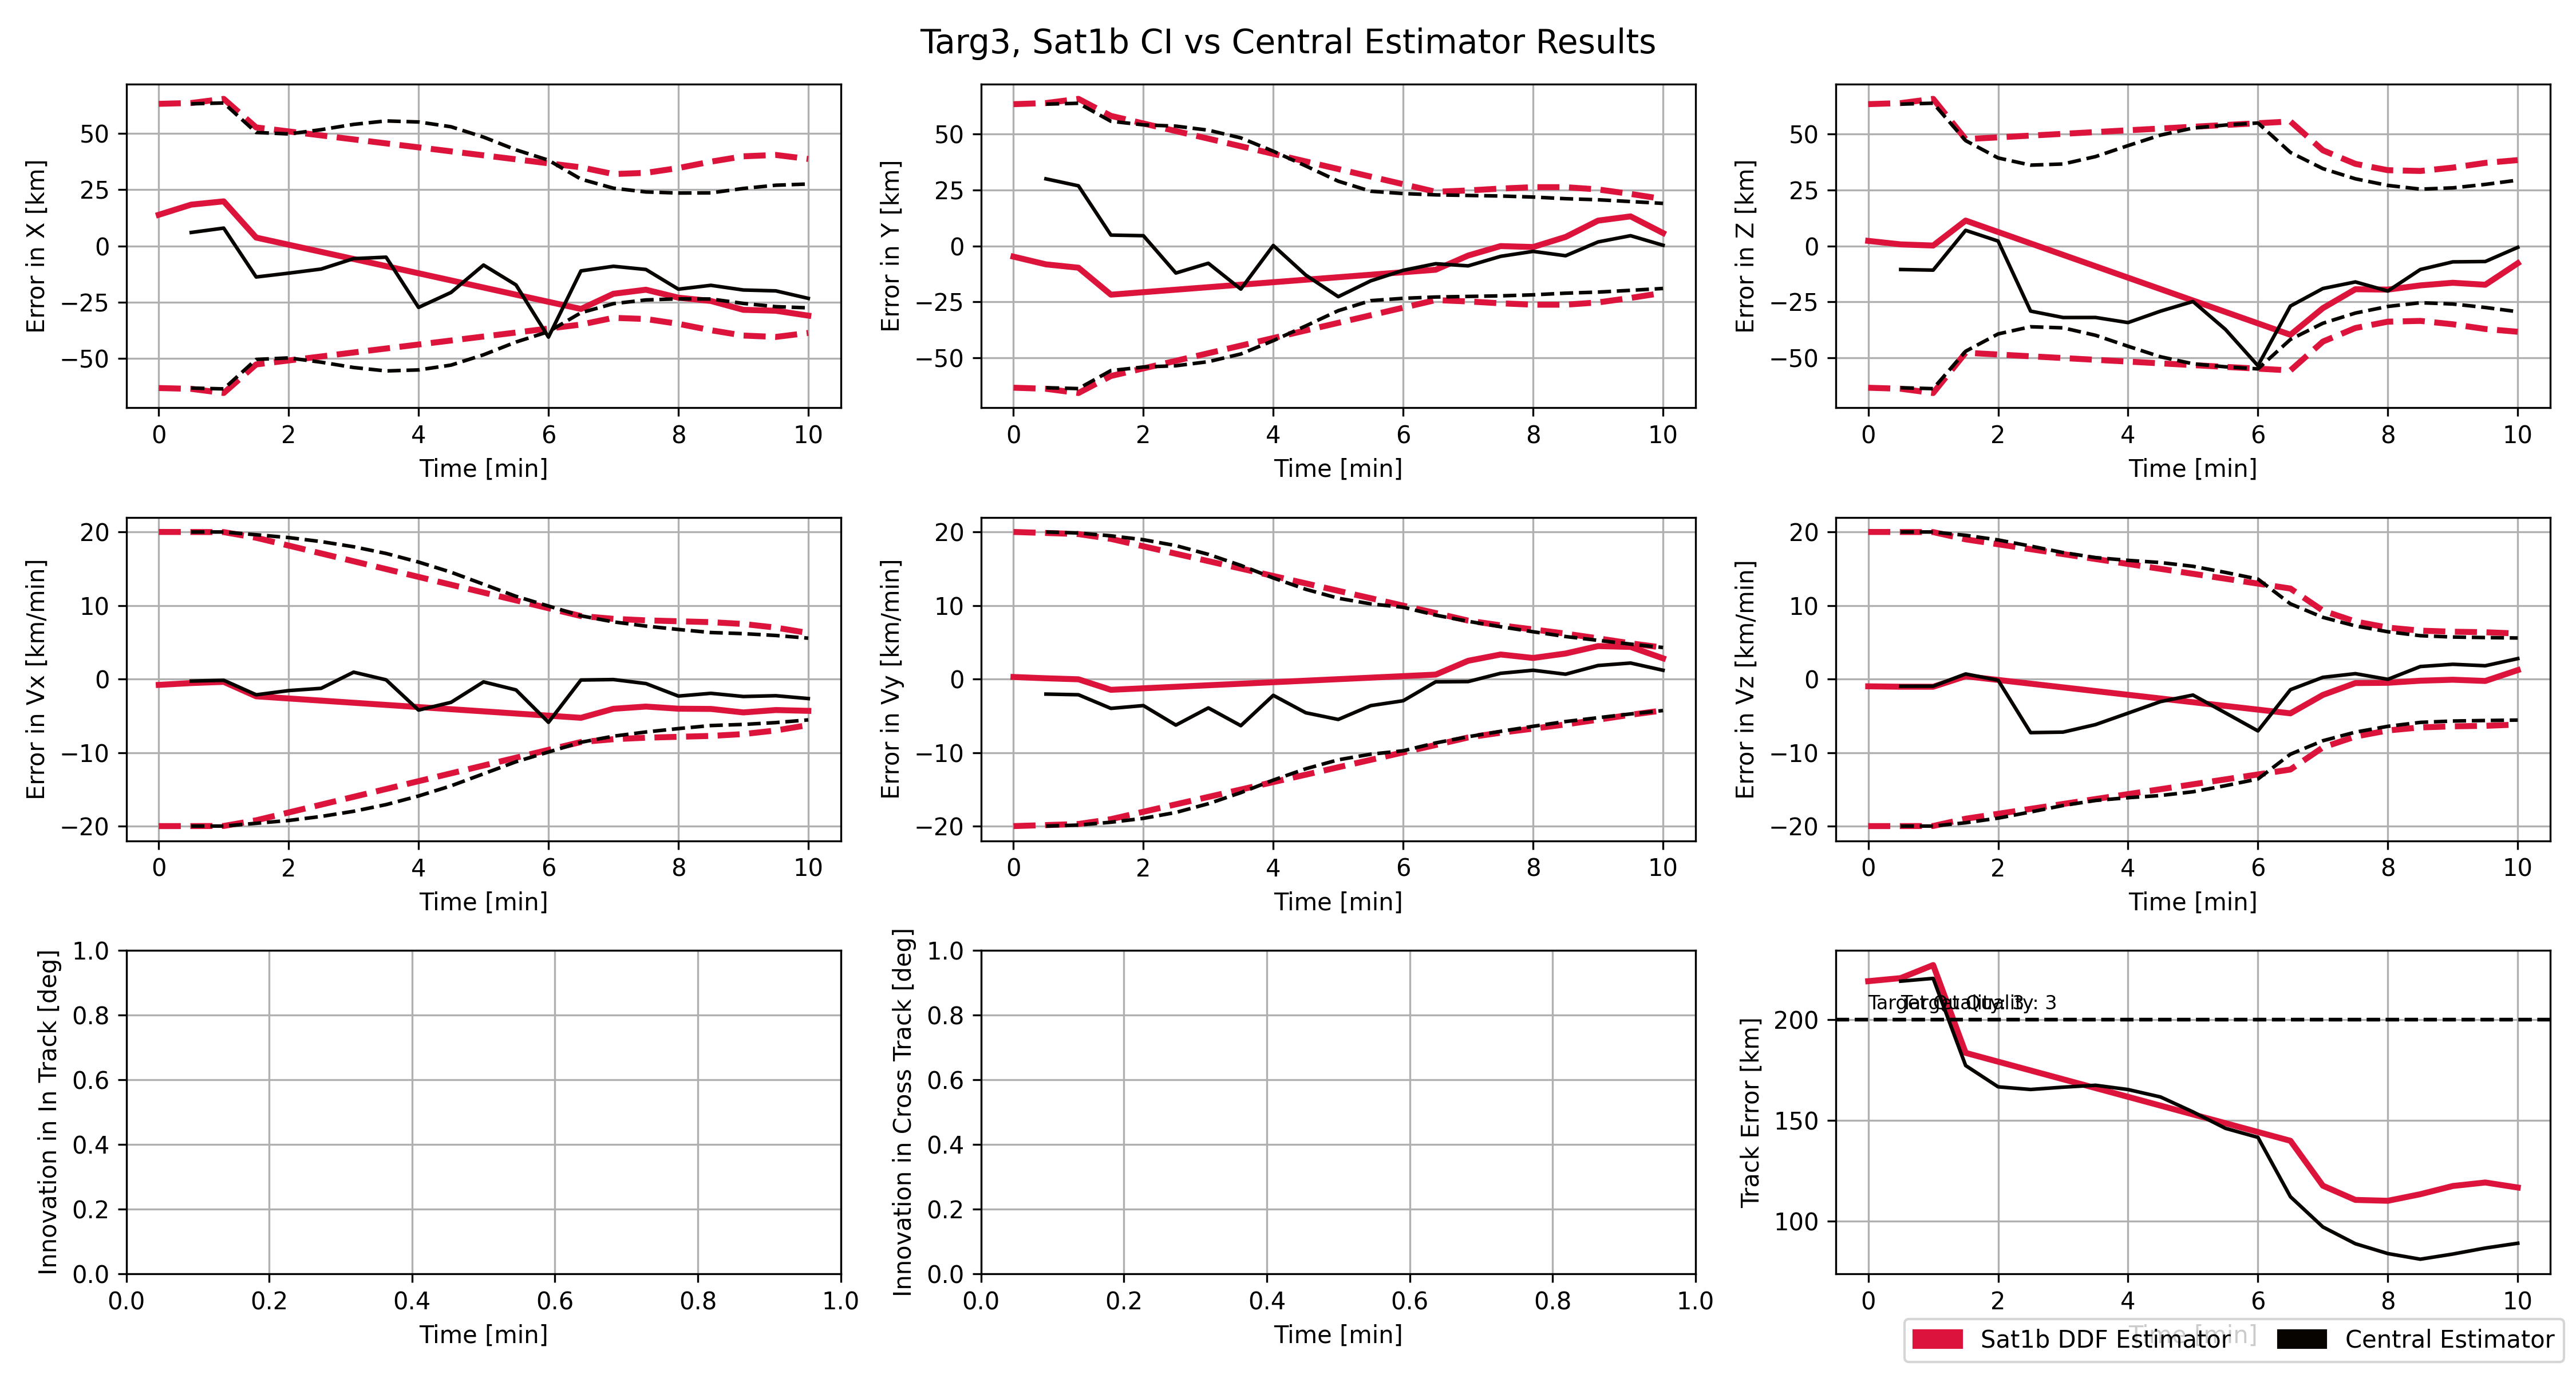 Targ3, Sat1b CI vs Central Estimator Results
Error in X [km]
50
25
0
−25
−50
0 2 4 6 8 10
Time [min]
Error in Y [km]
50
25
0
−25
−50
0 2 4 6 8 10
Time [min]
Error in Z [km]
50
25
0
−25
−50
0 2 4 6 8 10
Time [min]
Error in Vx [km/min]
20
10
0
−10
−20
0 2 4 6 8 10
Time [min]
Error in Vy [km/min]
20
10
0
−10
−20
0 2 4 6 8 10
Time [min]
Error in Vz [km/min]
20
10
0
−10
−20
0 2 4 6 8 10
Time [min]
Innovation in In Track [deg]
1.0
0.8
0.6
0.4
0.2
0.0
0.0 0.2 0.4 0.6 0.8 1.0
Time [min]
Innovation in Cross Track [deg]
1.0
0.8
0.6
0.4
0.2
0.0
0.0 0.2 0.4 0.6 0.8 1.0
Time [min]
Track Error [km]
200
150
100
Target Quality: 3
Target Quality: 3
0 2 4 6 8 10
Time [min]
Sat1b DDF Estimator
Central Estimator